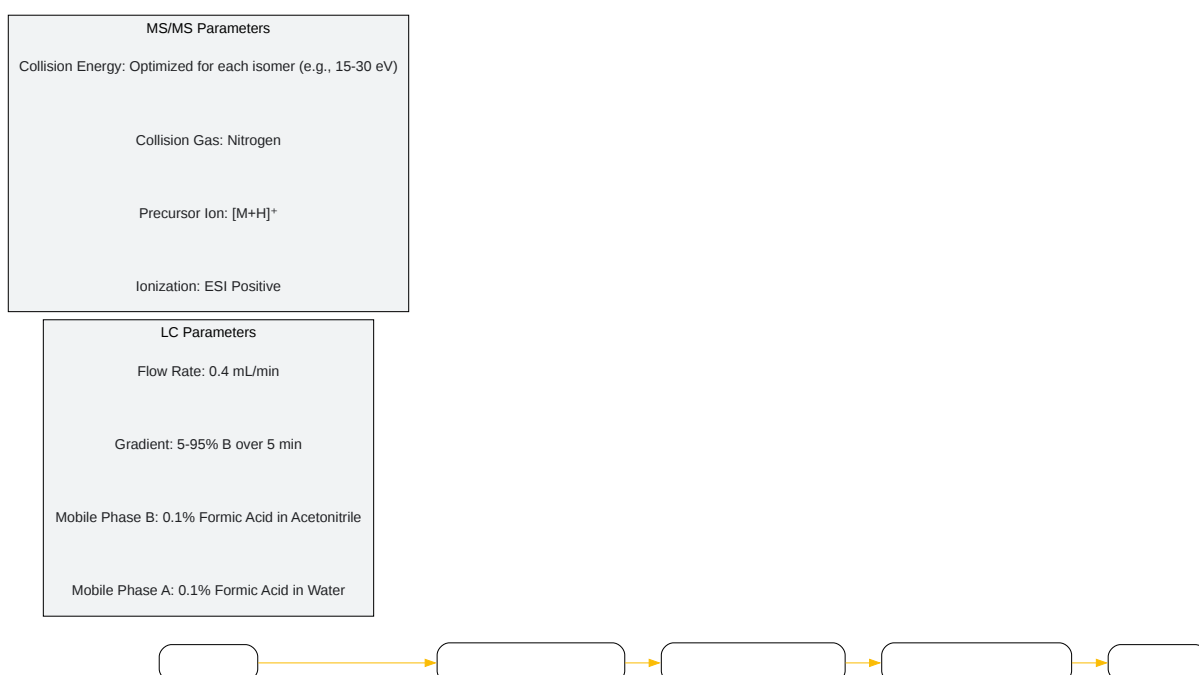 MS/MS Parameters
Collision Energy: Optimized for each isomer (e.g., 15-30 eV)
Collision Gas: Nitrogen
Precursor Ion: [M+H]⁺
Ionization: ESI Positive
LC Parameters
Flow Rate: 0.4 mL/min
Gradient: 5-95% B over 5 min
Mobile Phase B: 0.1% Formic Acid in Acetonitrile
Mobile Phase A: 0.1% Formic Acid in Water